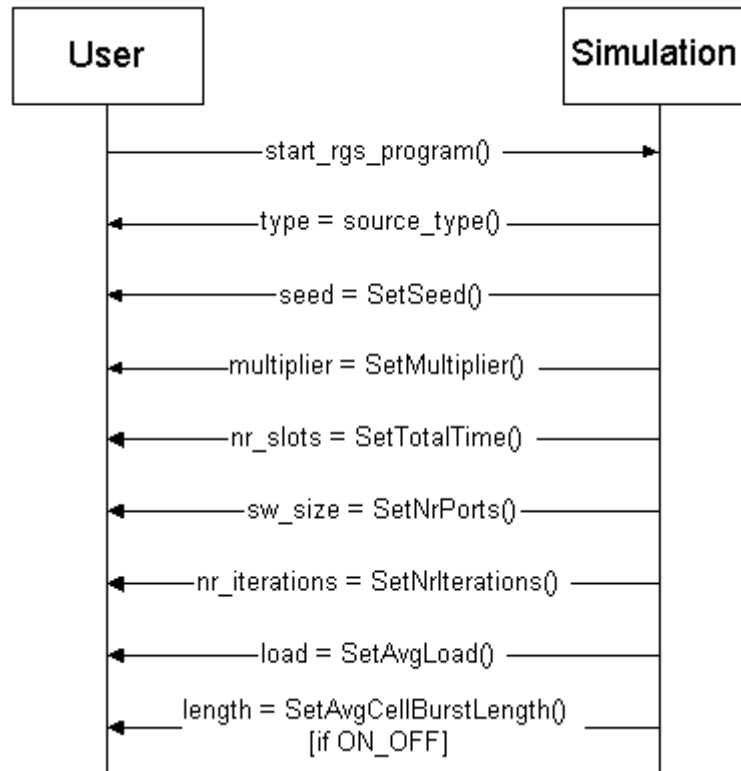 User
Simulation
start_rgs_program()
type = source_type()
seed = SetSeed()
multiplier = SetMultiplier()
nr_slots = SetTotalTime()
sw_size = SetNrPorts()
nr_iterations = SetNrIterations()
load = SetAvgLoad()
length = SetAvgCellBurstLength()
[if ON_OFF]